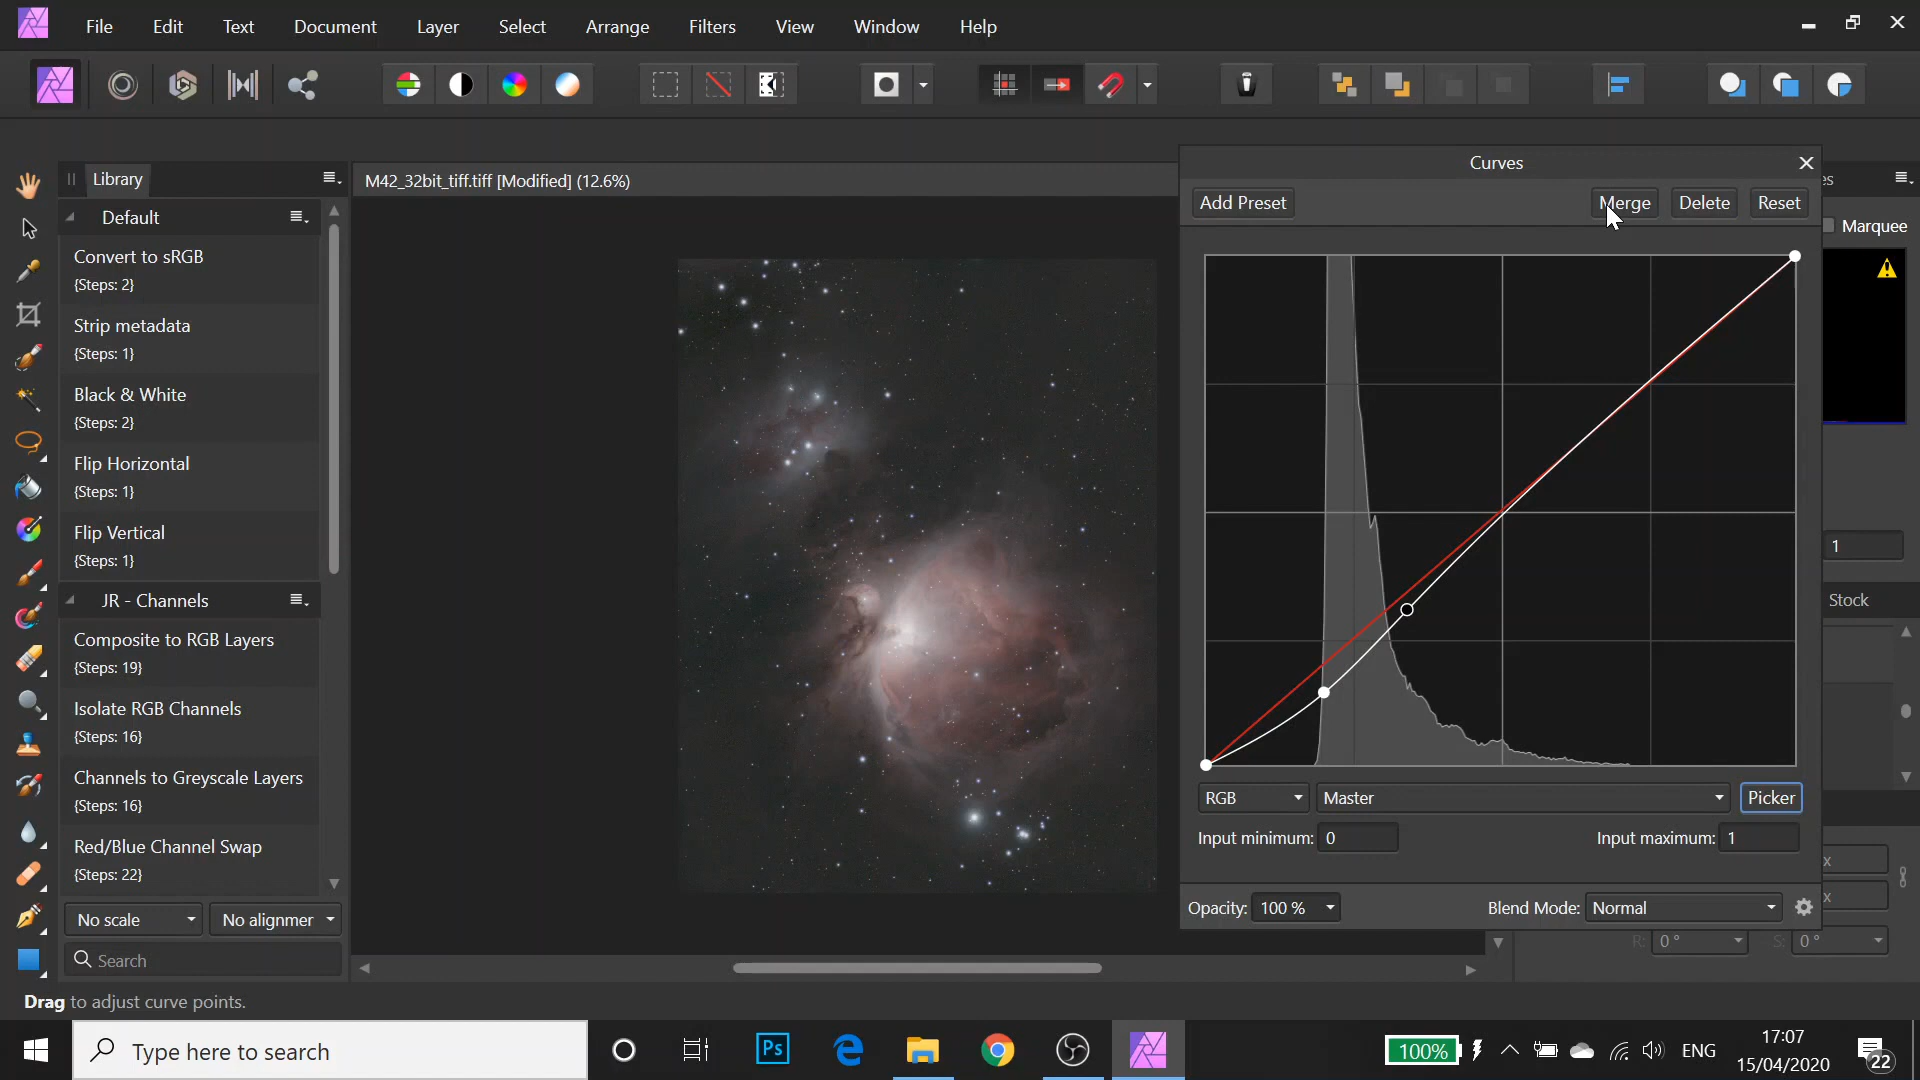 File Edit Text Document Layer Select Arrange Filters View Window Help
Library
M42_32bit_tiff.tiff [Modified] (12.6%)
Curves
Add Preset Merge Delete Reset
Marquee
Default
Convert to sRGB
{Steps: 2}
Strip metadata
{Steps: 1}
Black & White
{Steps: 2}
Flip Horizontal
{Steps: 1}
Flip Vertical
{Steps: 1}
JR - Channels
Composite to RGB Layers
{Steps: 19}
Isolate RGB Channels
{Steps: 16}
Channels to Greyscale Layers
{Steps: 16}
Red/Blue Channel Swap
{Steps: 22}
No scale No alignmer
Search
1
Stock
RGB Master Picker
Input minimum: 0 Input maximum: 1
Opacity: 100 % Blend Mode: Normal
R: 0 ° S: 0 °
Drag to adjust curve points.
Type here to search
Ps
100% ENG
17:07
15/04/2020
22